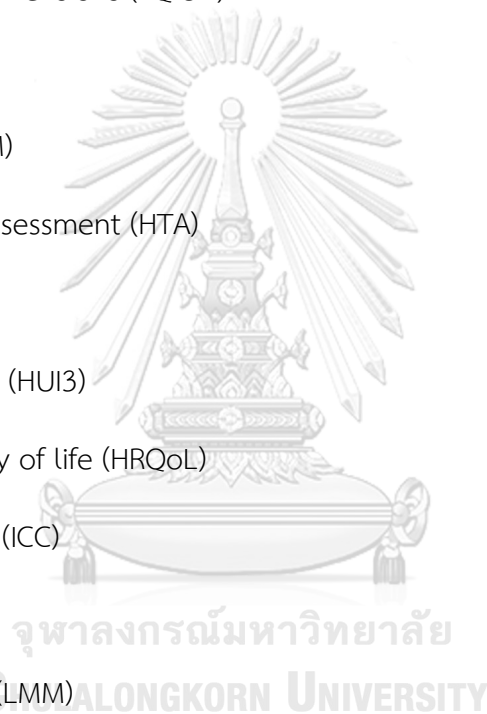 ssessment (HTA)
(HUI3)
y of life (HRQoL)
(ICC)
จุฬาลงกรณ์มหาวิทยาลัย
(LMM)
CHULALONGKORN UNIVERSITY